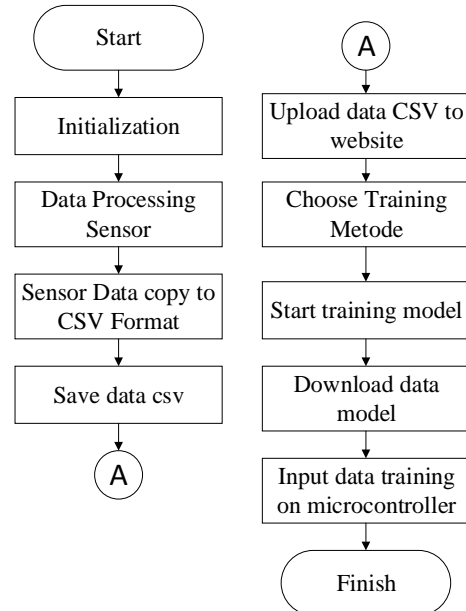 Start
Initialization
Data Processing
Sensor
Sensor Data copy to
CSV Format
Save data csv
A
A
Upload data CSV to
website
Choose Training
Metode
Start training model
Download data
model
Input data training
on microcontroller
Finish